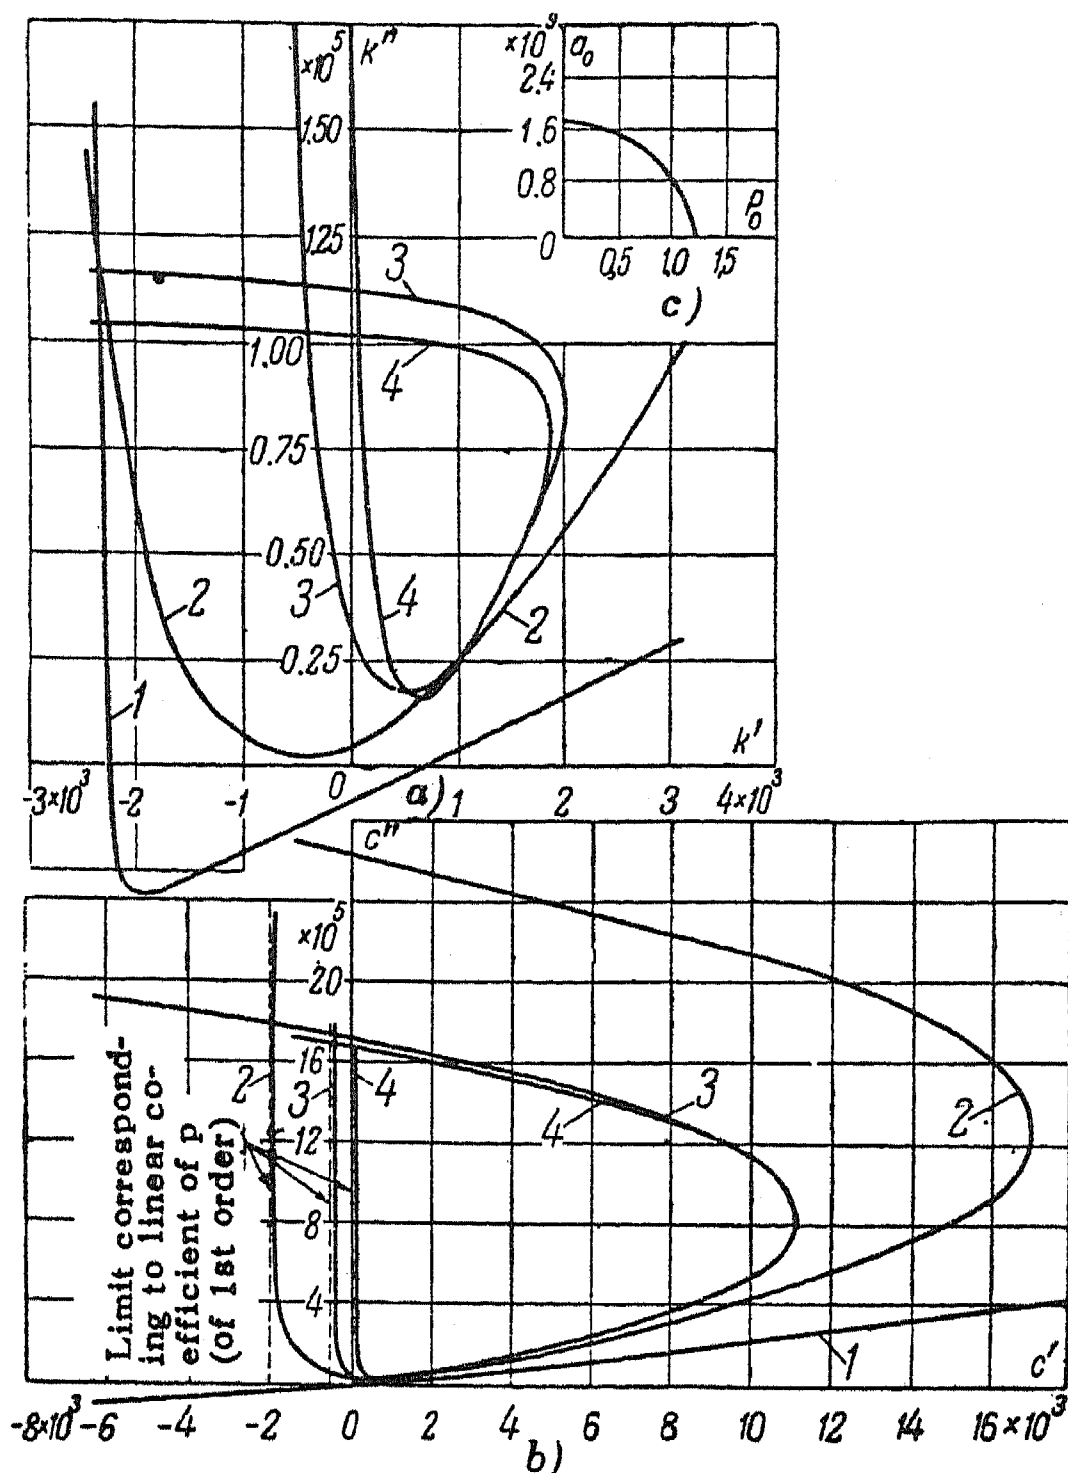 ×10⁵ k"
1.50
1.25
1.00
0.75
0.50
0.25
3
4
2
3
4
2
1
k'
-3×10³ -2 -1 0 1 2 3 4×10³
a)
×10⁹ a₀
2.4
1.6
0.8
0
P₀
0,5 1.0 1,5
c)
c"
×10⁵
20
16
12
8
4
2
3
4
3
4
2
1
Limit correspond-
ing to linear co-
efficient of p
(of 1st order)
c'
-8×10³ -6 -4 -2 0 2 4 6 8 10 12 14 16×10³
b)